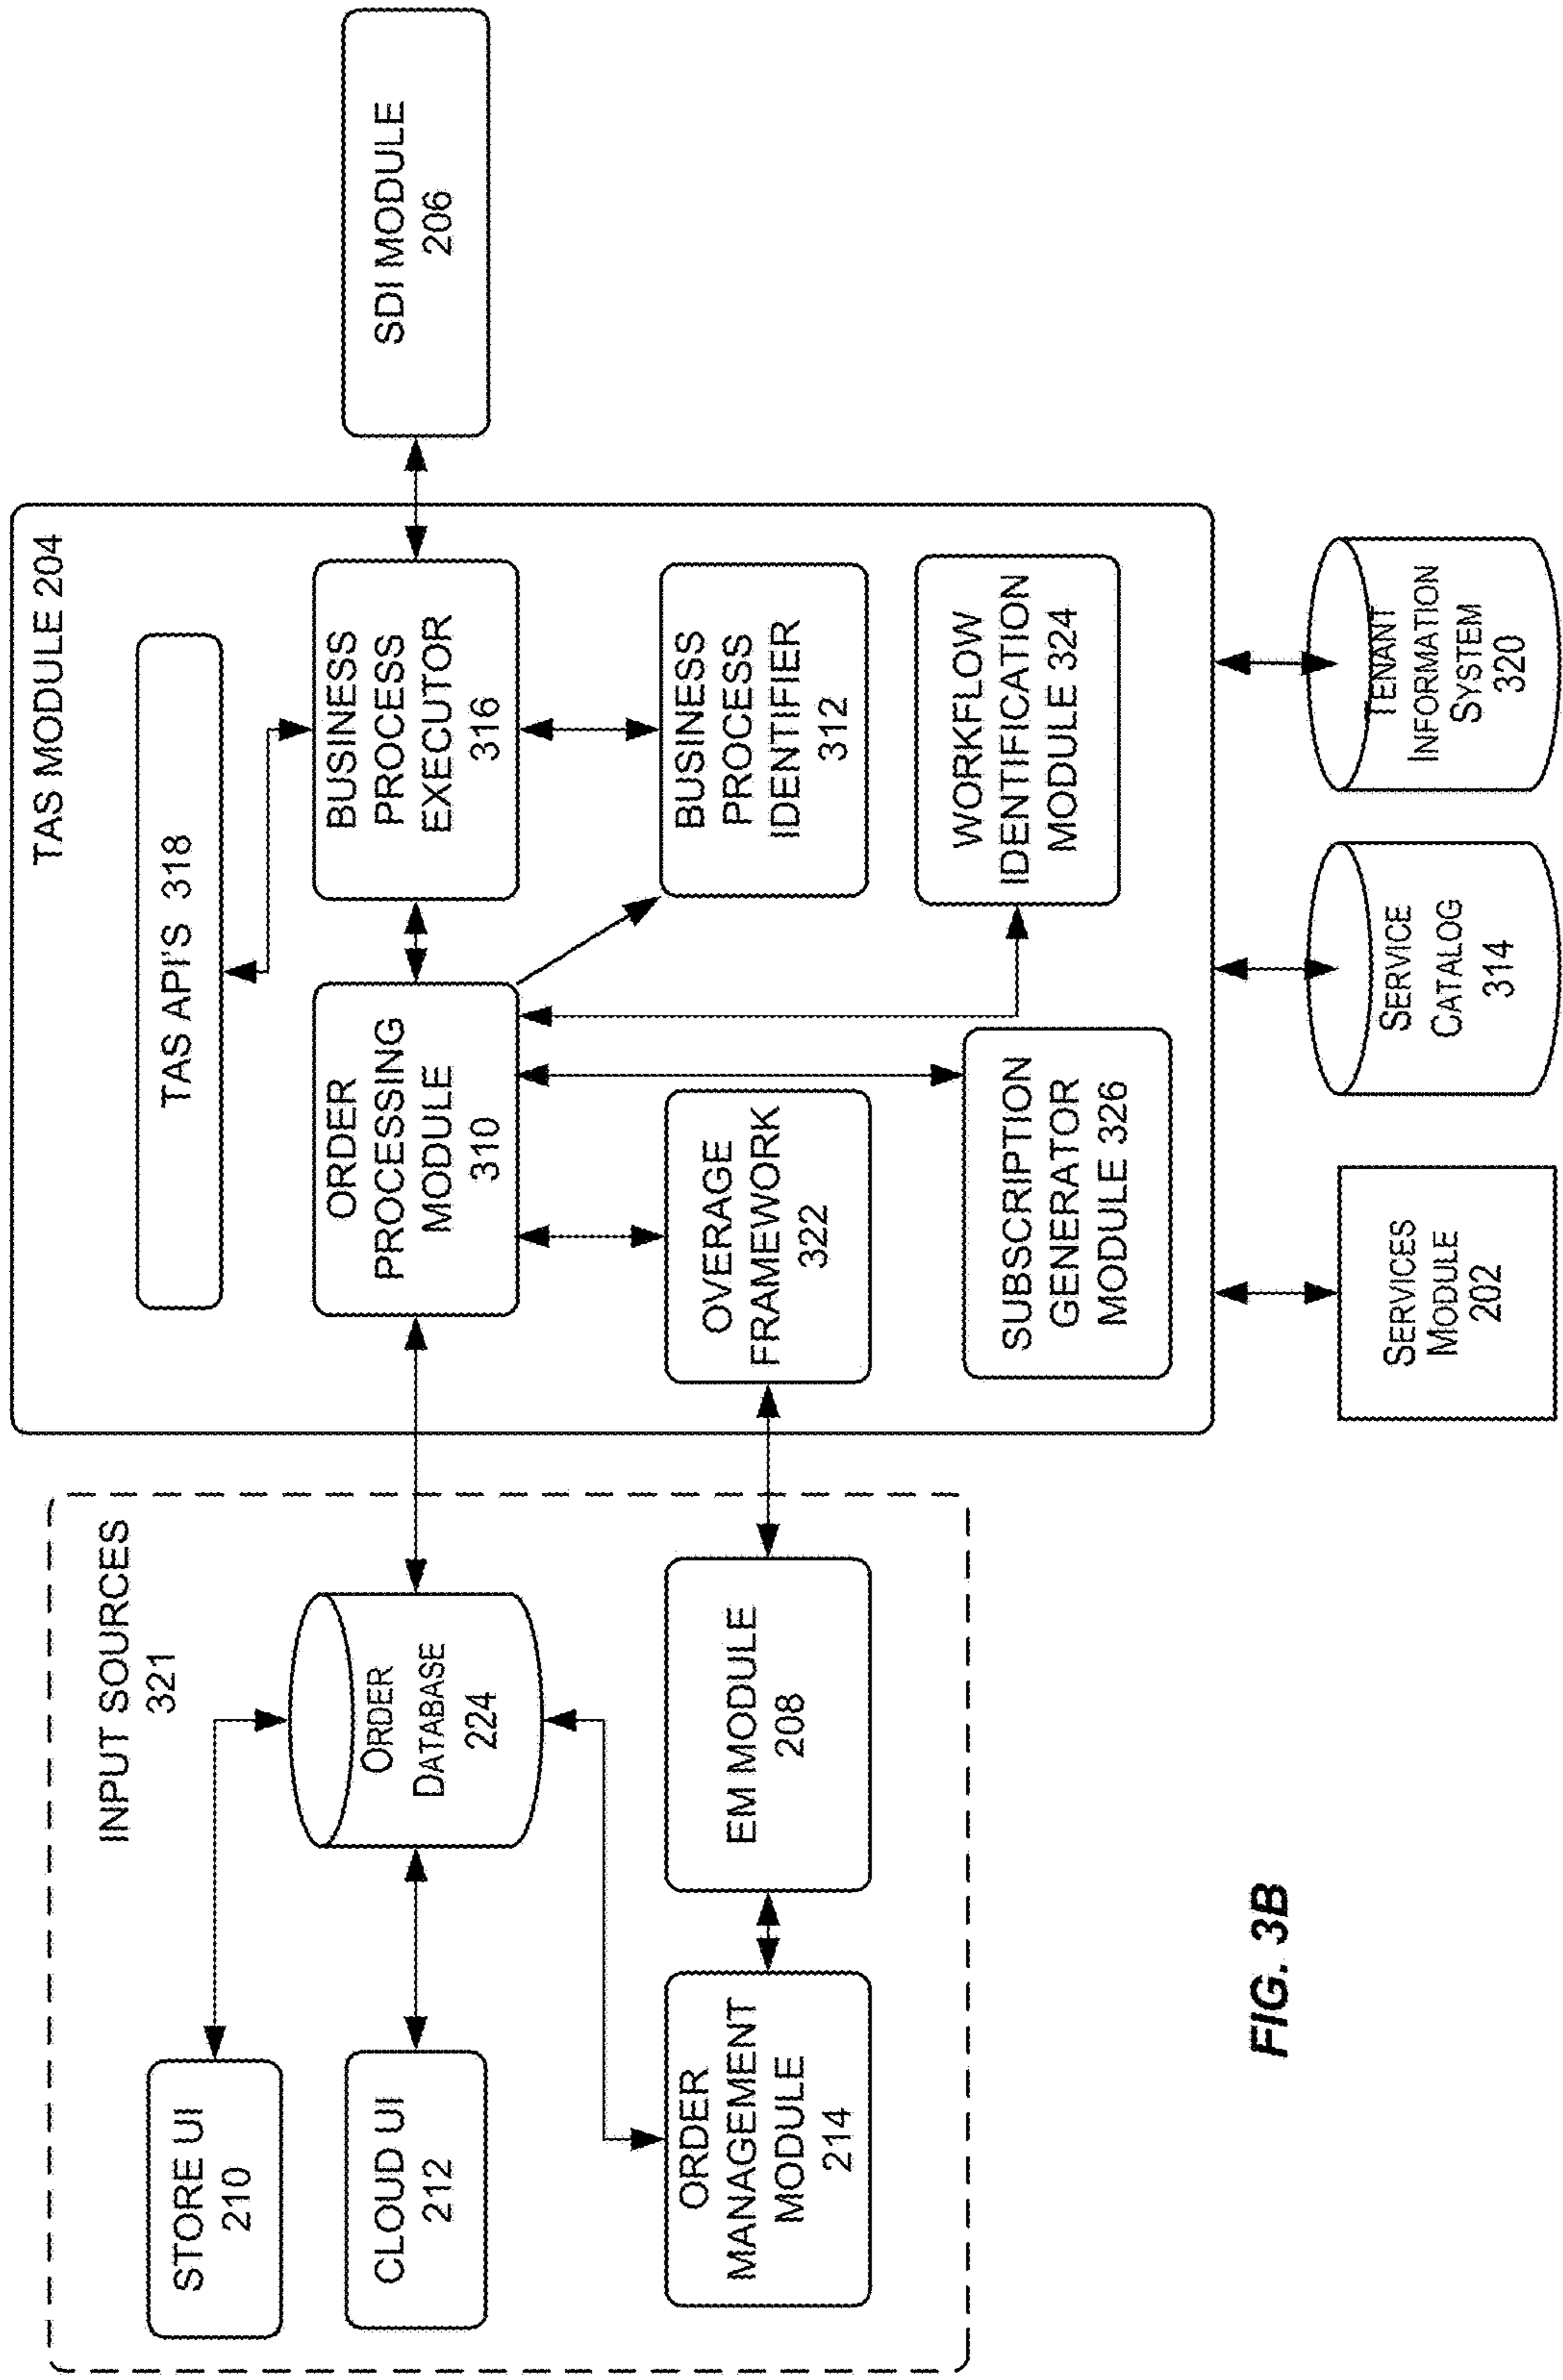 INPUT SOURCES
321
STORE UI
210
CLOUD UI
212
ORDER
DATABASE
224
ORDER
MANAGEMENT
MODULE
214
EM MODULE
208
TAS MODULE 204
TAS API'S 318
ORDER
PROCESSING
MODULE
310
BUSINESS
PROCESS
EXECUTOR
316
OVERAGE
FRAMEWORK
322
BUSINESS
PROCESS
IDENTIFIER
312
SUBSCRIPTION
GENERATOR
MODULE 326
WORKFLOW
IDENTIFICATION
MODULE 324
SDI MODULE
206
SERVICES
MODULE
202
SERVICE
CATALOG
314
TENANT
INFORMATION
SYSTEM
320
FIG. 3B